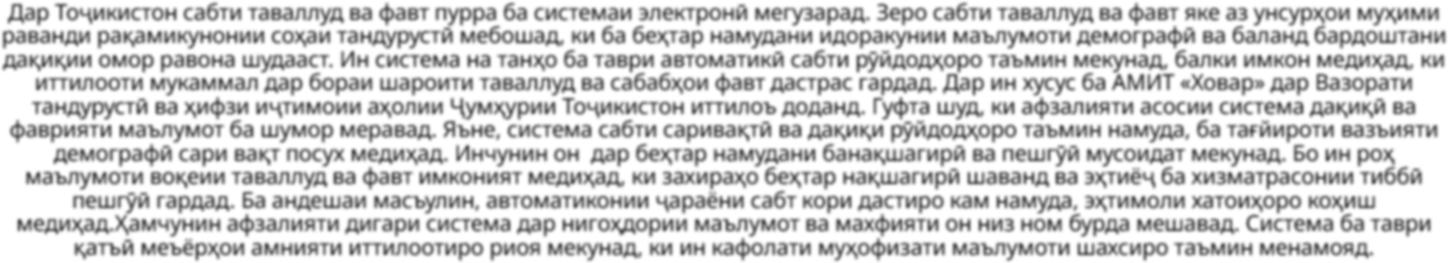 Дар Тоҷикистон сабти таваллуд ва фавт пурра ба системаи электронӣ мегузарад. Зеро сабти таваллуд ва фавт яке аз унсурҳои муҳими
раванди рақамикунонии соҳаи тандурустӣ мебошад, ки ба беҳтар намудани идоракунии маълумоти демографӣ ва баланд бардоштани
дақиқии омор равона шудааст. Ин система на танҳо ба таври автоматикӣ сабти рӯйдодҳоро таъмин мекунад, балки имкон медиҳад, ки
иттилооти мукаммал дар бораи шароити таваллуд ва сабабҳои фавт дастрас гардад. Дар ин хусус ба АМИТ «Ховар» дар Вазорати
тандурустӣ ва ҳифзи иҷтимоии аҳолии Ҷумҳурии Тоҷикистон иттилоъ доданд. Гуфта шуд, ки афзалияти асосии система дақиқӣ ва
фаврияти маълумот ба шумор меравад. Яъне, система сабти саривақтӣ ва дақиқи рӯйдодҳоро таъмин намуда, ба тағйироти вазъияти
демографӣ сари вақт посух медиҳад. Инчунин он  дар беҳтар намудани банақшагирӣ ва пешгӯӣ мусоидат мекунад. Бо ин роҳ
маълумоти воқеии таваллуд ва фавт имконият медиҳад, ки захираҳо беҳтар нақшагирӣ шаванд ва эҳтиёҷ ба хизматрасонии тиббӣ
пешгӯӣ гардад. Ба андешаи масъулин, автоматиконии ҷараёни сабт кори дастиро кам намуда, эҳтимоли хатоиҳоро коҳиш
медиҳад.Ҳамчунин афзалияти дигари система дар нигоҳдории маълумот ва махфияти он низ ном бурда мешавад. Система ба таври
қатъӣ меъёрҳои амнияти иттилоотиро риоя мекунад, ки ин кафолати муҳофизати маълумоти шахсиро таъмин менамояд.